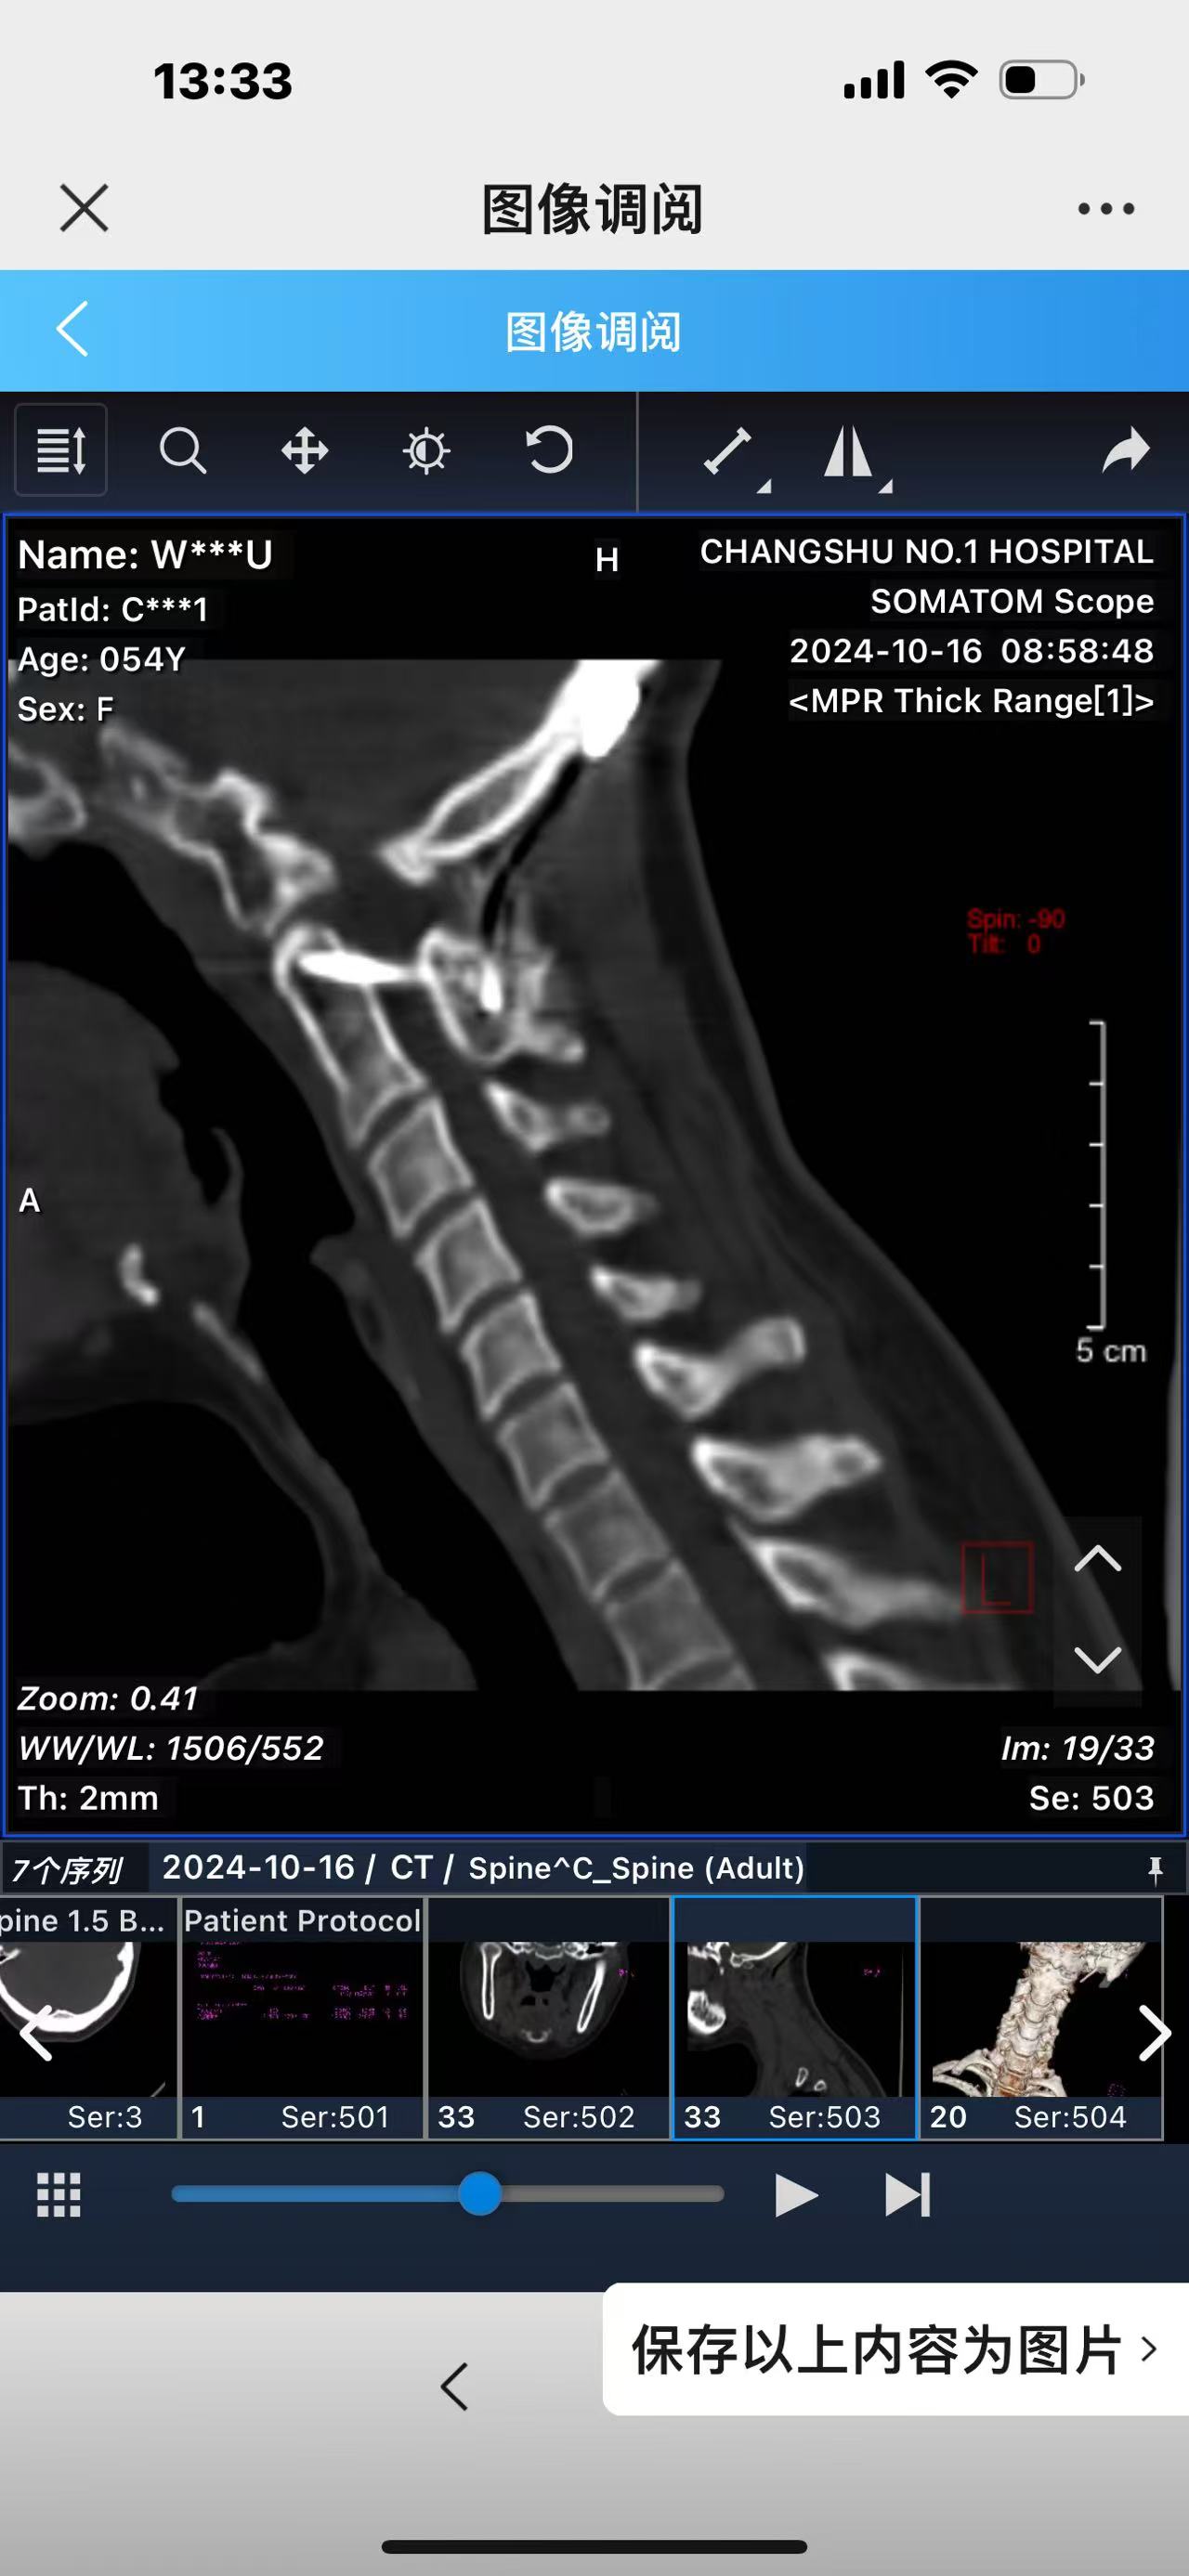 13:33
图像调阅
图像调阅
Name: W***U
PatId: C***1
Age: 054Y
Sex: F
H
CHANGSHU NO.1 HOSPITAL
SOMATOM Scope
2024-10-16 08:58:48
<MPR Thick Range[1]>
Spin: -90
Tilt: 0
A
5 cm
L
Zoom: 0.41
WW/WL: 1506/552
Th: 2mm
Im: 19/33
Se: 503
7个序列
2024-10-16 / CT / Spine^C_Spine (Adult)
pine 1.5 B...
Patient Protocol
Ser:3
1 Ser:501
33 Ser:502
33 Ser:503
20 Ser:504
保存以上内容为图片